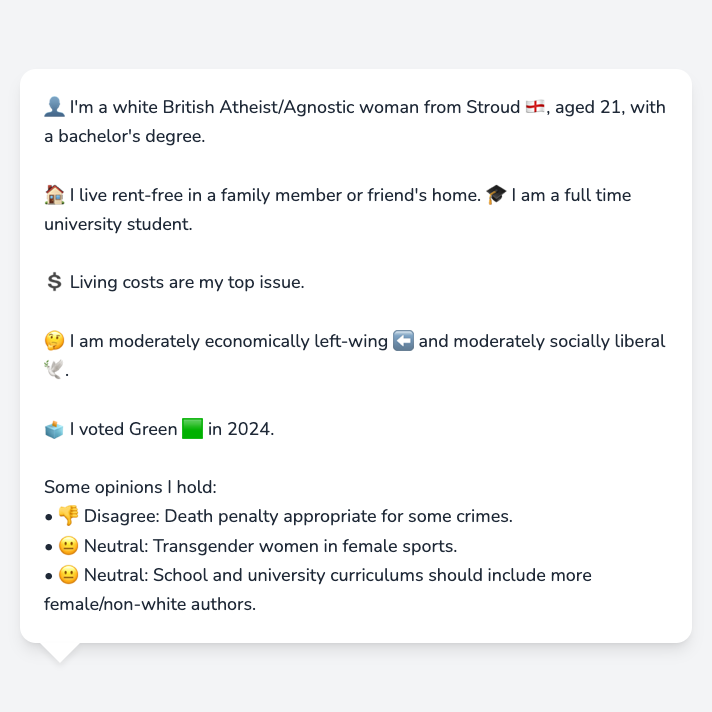 👤 I'm a white British Atheist/Agnostic woman from Stroud 🏴󠁧󠁢󠁥󠁮󠁧󠁿, aged 21, with
a bachelor's degree.
🏠 I live rent-free in a family member or friend's home. 🎓 I am a full time
university student.
💲 Living costs are my top issue.
🤔 I am moderately economically left-wing ⬅️ and moderately socially liberal
🕊️.
🗳️ I voted Green 🟩 in 2024.
Some opinions I hold:
• 👎 Disagree: Death penalty appropriate for some crimes.
• 😐 Neutral: Transgender women in female sports.
• 😐 Neutral: School and university curriculums should include more
female/non-white authors.